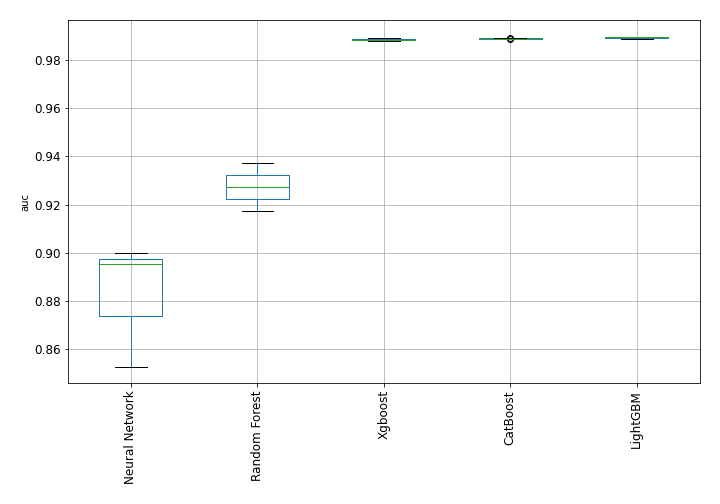 0.98
0.96
0.94
0.92
0.90
0.88
0.86
auc
Neural Network
Random Forest
Xgboost
CatBoost
LightGBM